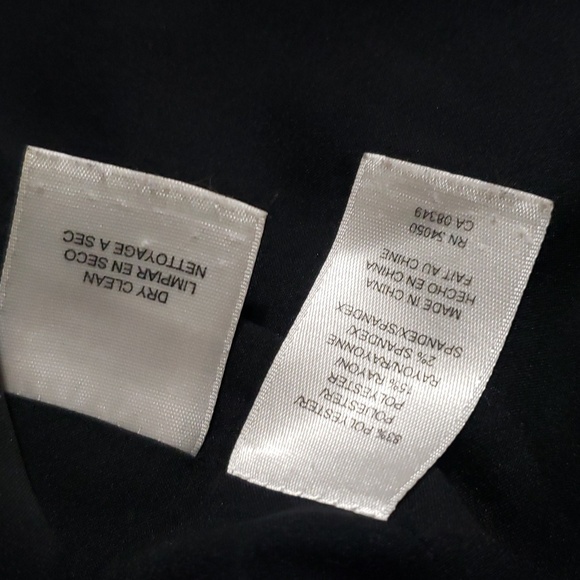 DRY CLEAN
LIMPIAR EN SECO
NETTOYAGE A SEC
83% POLYESTER/
POLIESTER/
POLYESTER
15% RAYON/
RAYON/RAYONNE
2% SPANDEX/
SPANDEX/SPANDEX
MADE IN CHINA
HECHO EN CHINA
FAIT AU CHINE
RN 54050
CA 08349